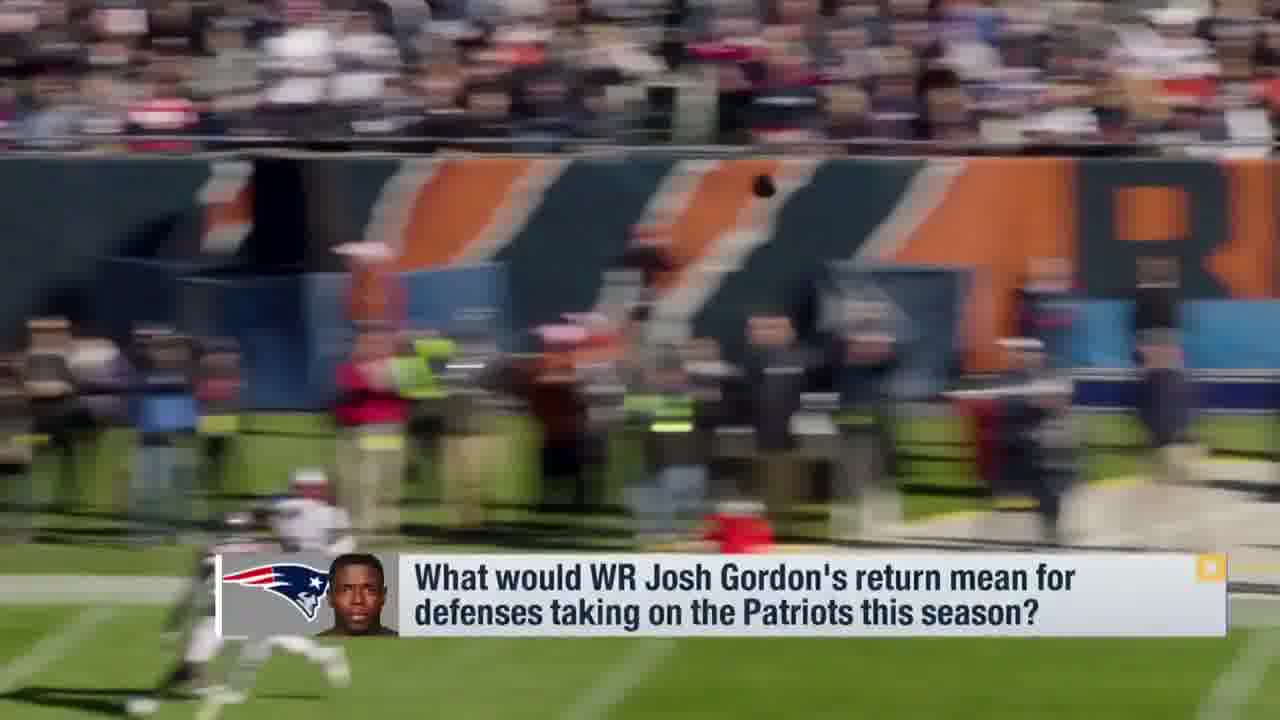 R
What would WR Josh Gordon's return mean for
defenses taking on the Patriots this season?